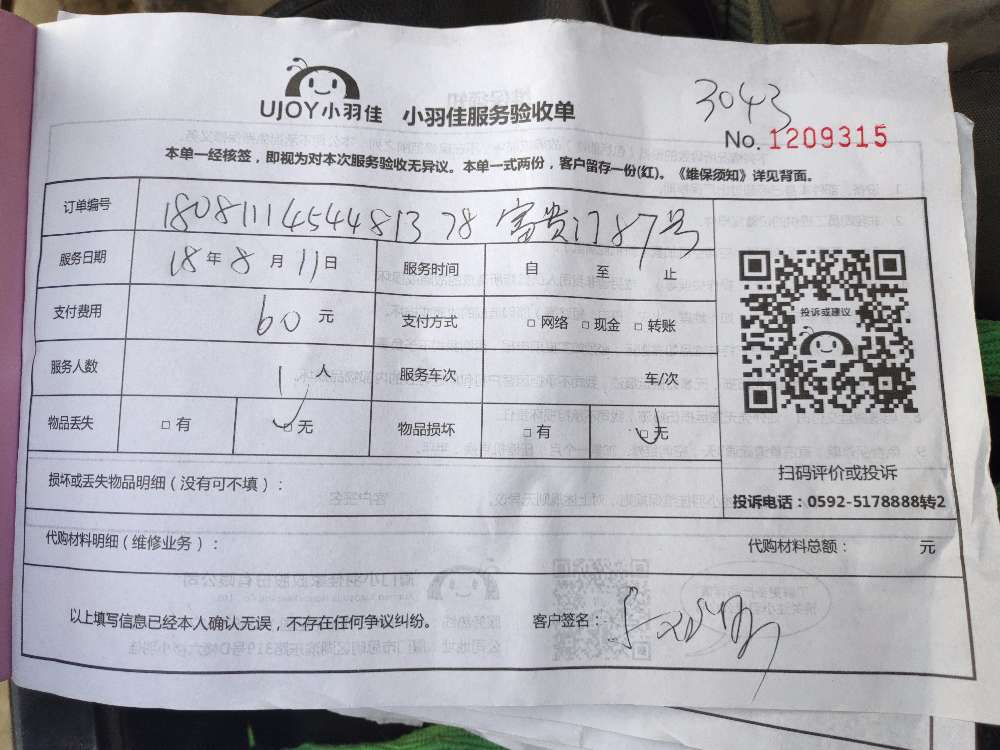 3043
UJOY小羽佳 小羽佳服务验收单
No. 1209315
本单一经核签，即视为对本次服务验收无异议。本单一式两份，客户留存一份(红)。《维保须知》详见背面。
订单编号 180811145448 13 78 富贵门87号
服务日期 18年8月11日 服务时间 自 至 止
支付费用 60元 支付方式 □网络 □现金 □转账
服务人数 1人 服务车次 车/次
物品丢失 □有 □无 物品损坏 □有 □无
投诉或建议
扫码评价或投诉
投诉电话：0592-5178888转2
损坏或丢失物品明细（没有可不填）：
代购材料明细（维修业务）： 代购材料总额： 元
以上填写信息已经本人确认无误，不存在任何争议纠纷。 客户签名：